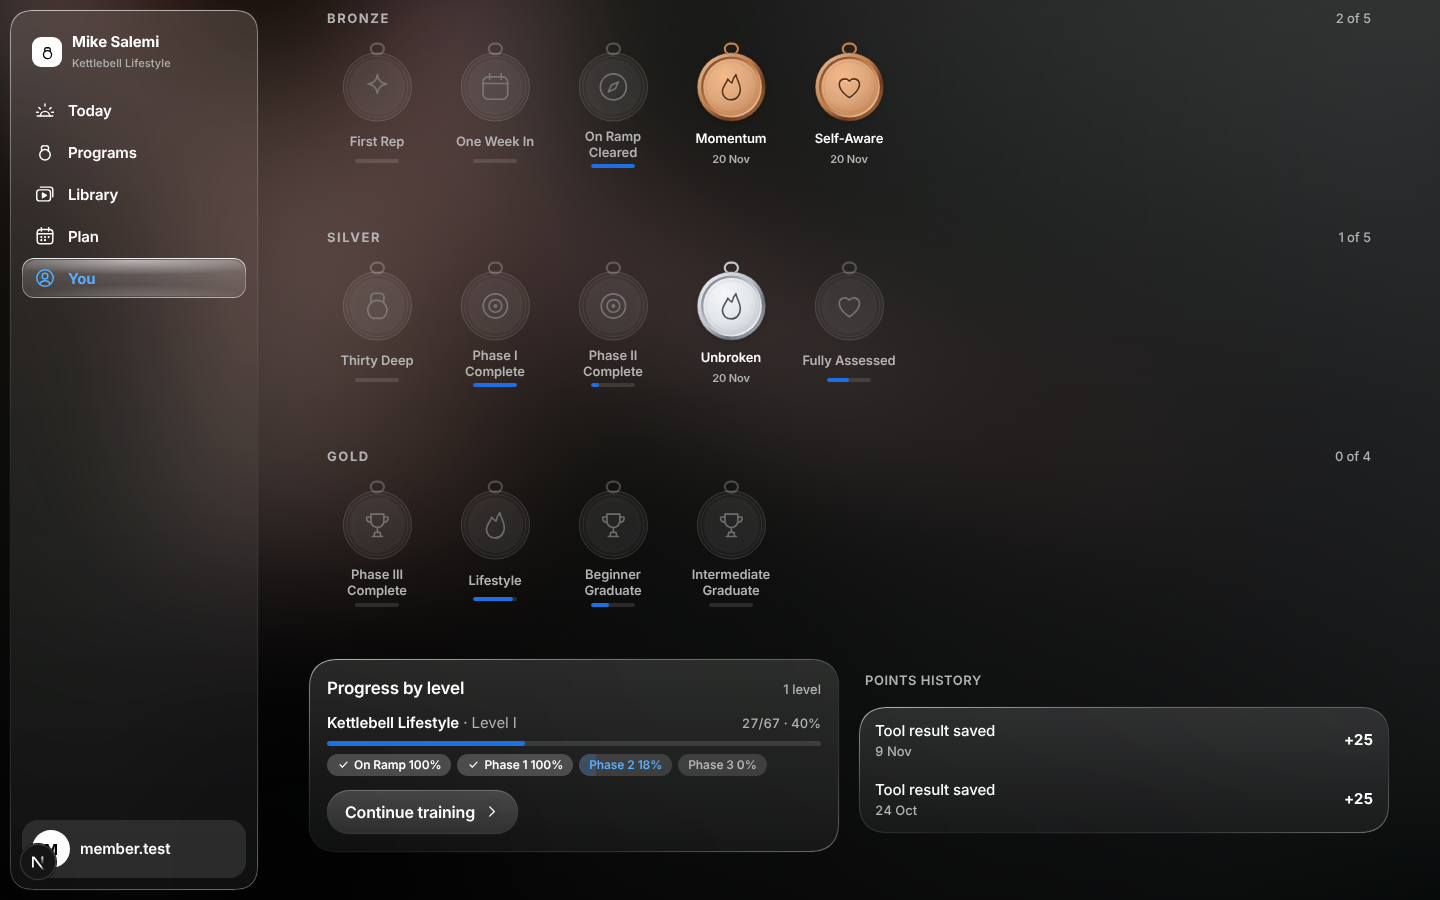 Mike Salemi
Kettlebell Lifestyle
Today
Programs
Library
Plan
You
member.test
BRONZE
2 of 5
First Rep
One Week In
On Ramp
Cleared
Momentum
20 Nov
Self-Aware
20 Nov
SILVER
1 of 5
Thirty Deep
Phase I
Complete
Phase II
Complete
Unbroken
20 Nov
Fully Assessed
GOLD
0 of 4
Phase III
Complete
Lifestyle
Beginner
Graduate
Intermediate
Graduate
Progress by level
1 level
Kettlebell Lifestyle · Level I
27/67 · 40%
On Ramp 100%
Phase 1 100%
Phase 2 18%
Phase 3 0%
Continue training
POINTS HISTORY
Tool result saved
9 Nov
+25
Tool result saved
24 Oct
+25